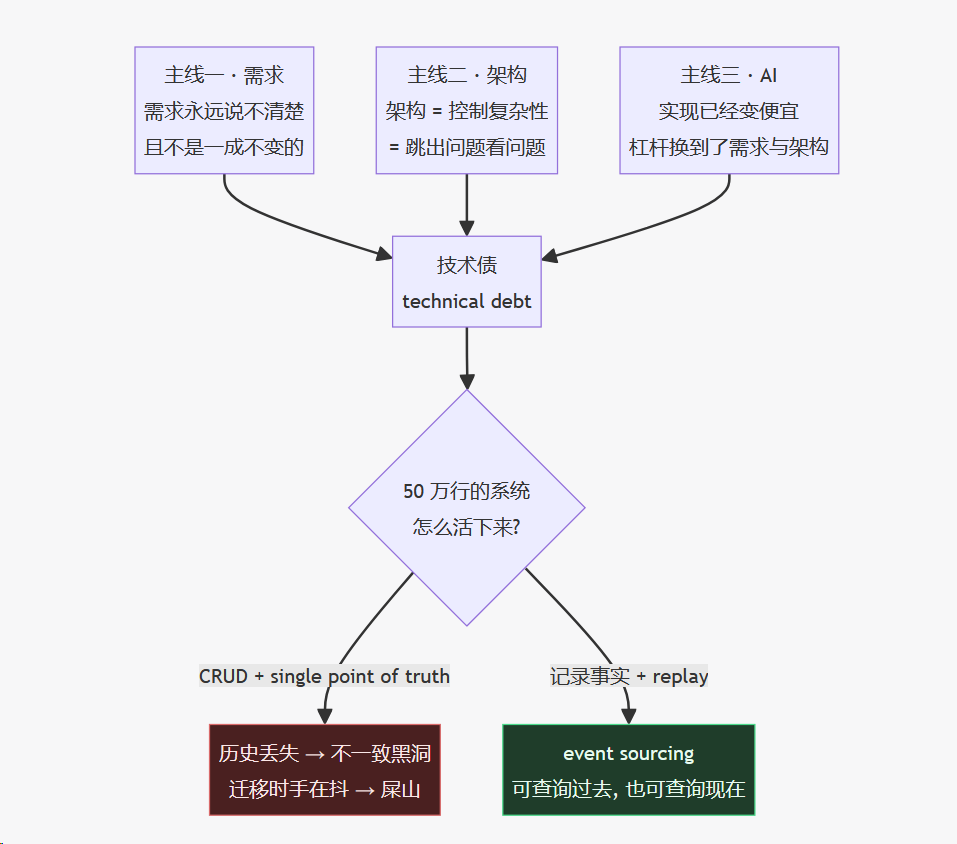 主线一 · 需求
需求永远说不清楚
且不是一成不变的
主线二 · 架构
架构 = 控制复杂性
= 跳出问题看问题
主线三 · AI
实现已经变便宜
杠杆换到了需求与架构
技术债
technical debt
50 万行的系统
怎么活下来?
CRUD + single point of truth
记录事实 + replay
历史丢失 → 不一致黑洞
迁移时手在抖 → 屎山
event sourcing
可查询过去, 也可查询现在